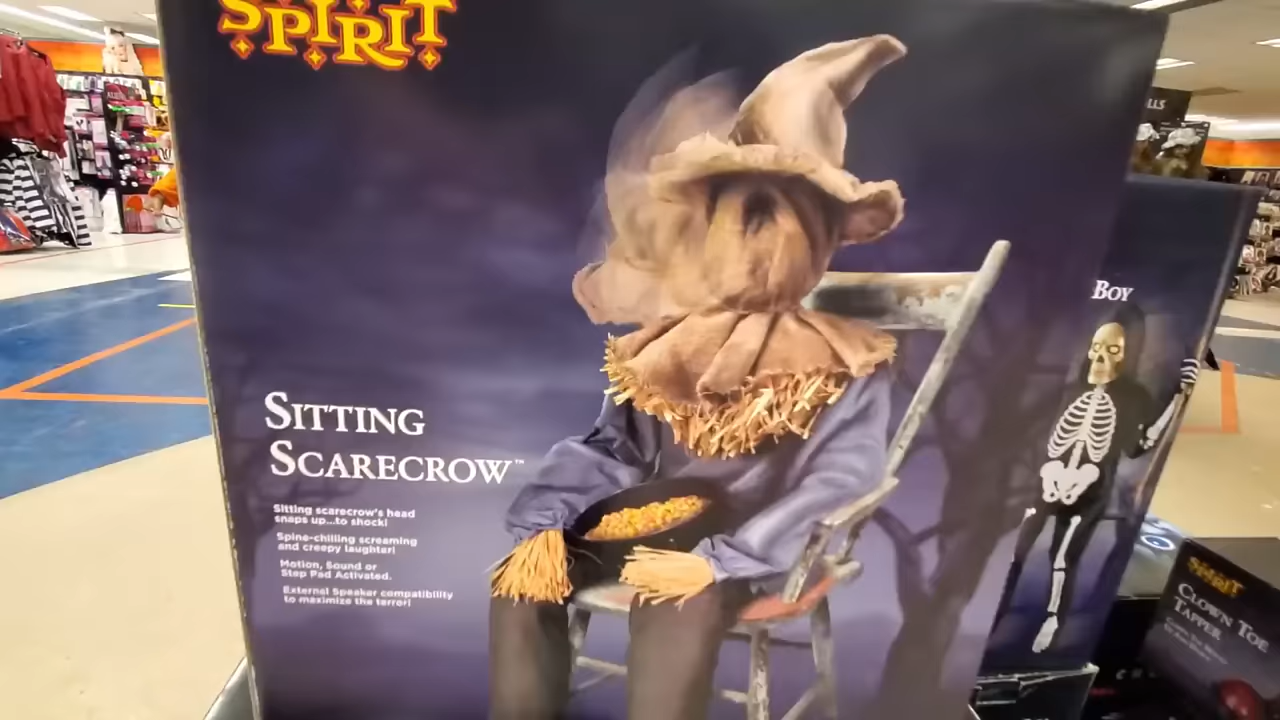 SPIRIT
SITTING
SCARECROW™
Sitting scarecrow's head
snaps up...to shock!
Spine-chilling screaming
and creepy laughter!
Motion, Sound or
Step Pad Activated.
External Speaker compatibility
to maximize the terror!
BOY
LLS
SPIRIT
CLOWN TOE
TAPPER